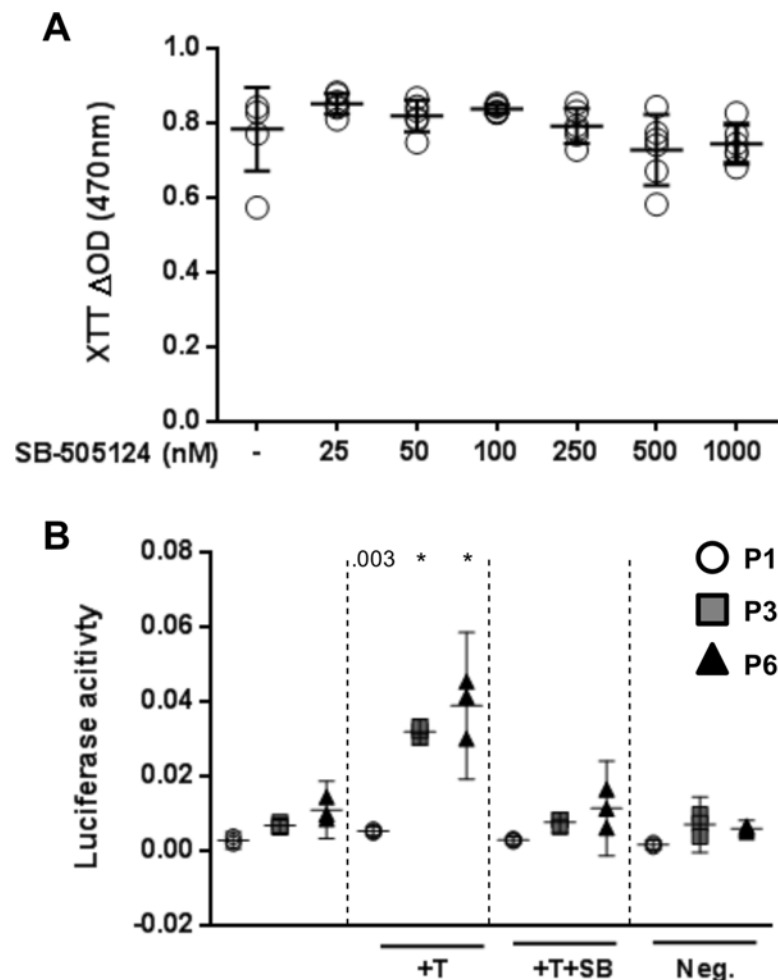 A
1.0
0.8
0.6
0.4
0.2
0.0
XTT ΔOD (470nm)
SB-505124 (nM) - 25 50 100 250 500 1000
B
0.08
0.06
0.04
0.02
0.00
-0.02
Luciferase acitivty
.003 * *
P1
P3
P6
+T +T+SB Neg.